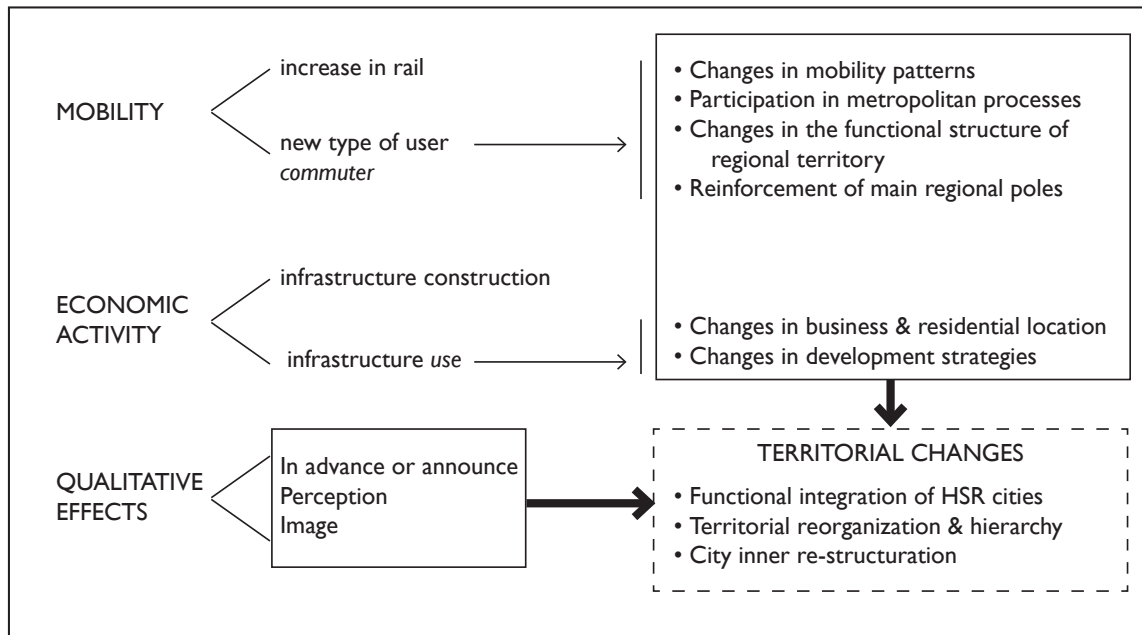 MOBILITY
increase in rail
new type of user
commuter
• Changes in mobility patterns
• Participation in metropolitan processes
• Changes in the functional structure of
regional territory
• Reinforcement of main regional poles
ECONOMIC
ACTIVITY
infrastructure construction
infrastructure use
• Changes in business & residential location
• Changes in development strategies
QUALITATIVE
EFFECTS
In advance or announce
Perception
Image
TERRITORIAL CHANGES
• Functional integration of HSR cities
• Territorial reorganization & hierarchy
• City inner re-structuration